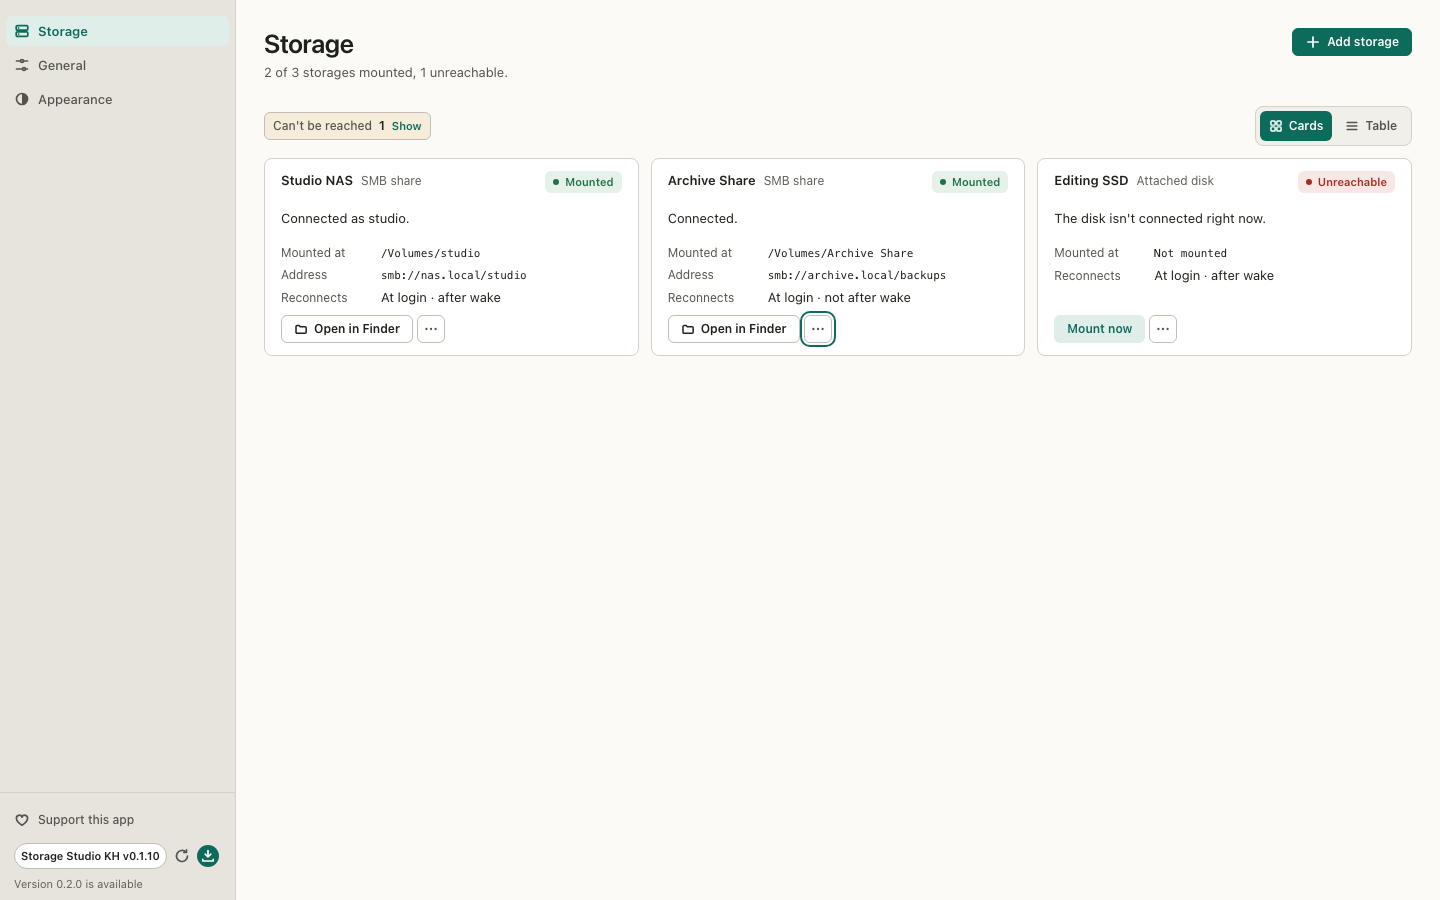 Storage
General
Appearance
Support this app
Storage Studio KH v0.1.10
Version 0.2.0 is available
Storage
2 of 3 storages mounted, 1 unreachable.
Add storage
Can't be reached 1 Show
Cards
Table
Studio NAS SMB share
Mounted
Connected as studio.
Mounted at /Volumes/studio
Address smb://nas.local/studio
Reconnects At login · after wake
Open in Finder
Archive Share SMB share
Mounted
Connected.
Mounted at /Volumes/Archive Share
Address smb://archive.local/backups
Reconnects At login · not after wake
Open in Finder
Editing SSD Attached disk
Unreachable
The disk isn't connected right now.
Mounted at Not mounted
Reconnects At login · after wake
Mount now